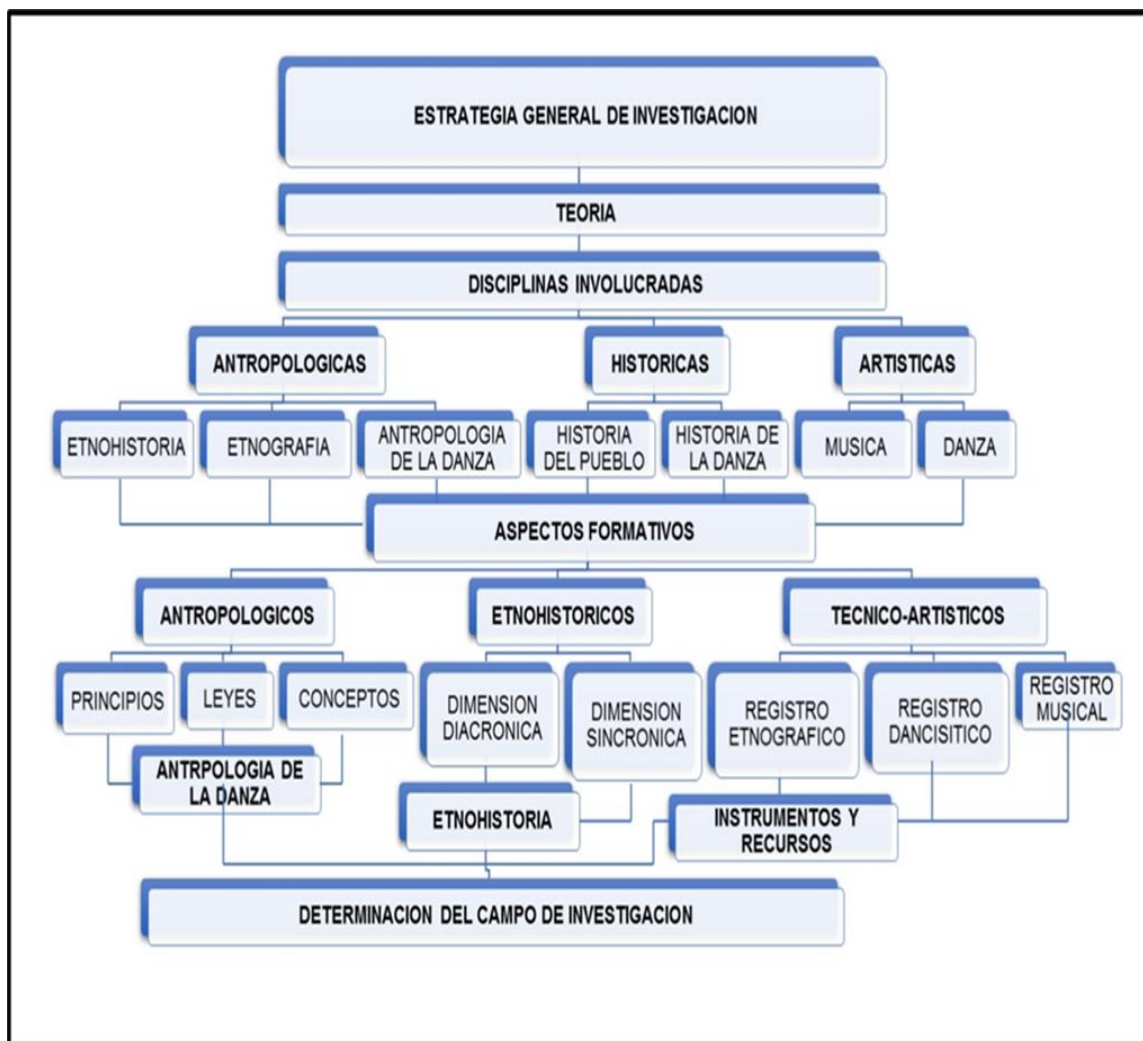 ESTRATEGIA GENERAL DE INVESTIGACION
TEORIA
DISCIPLINAS INVOLUCRADAS
ANTROPOLOGICAS
HISTORICAS
ARTISTICAS
ETNOHISTORIA
ETNOGRAFIA
ANTROPOLOGIA
DE LA DANZA
HISTORIA
DEL PUEBLO
HISTORIA DE
LA DANZA
MUSICA
DANZA
ASPECTOS FORMATIVOS
ANTROPOLOGICOS
ETNOHISTORICOS
TECNICO-ARTISTICOS
PRINCIPIOS
LEYES
CONCEPTOS
DIMENSION
DIACRONICA
DIMENSION
SINCRONICA
REGISTRO
ETNOGRAFICO
REGISTRO
DANCISITICO
REGISTRO
MUSICAL
ANTRPOLOGIA DE
LA DANZA
ETNOHISTORIA
INSTRUMENTOS Y
RECURSOS
DETERMINACION DEL CAMPO DE INVESTIGACION